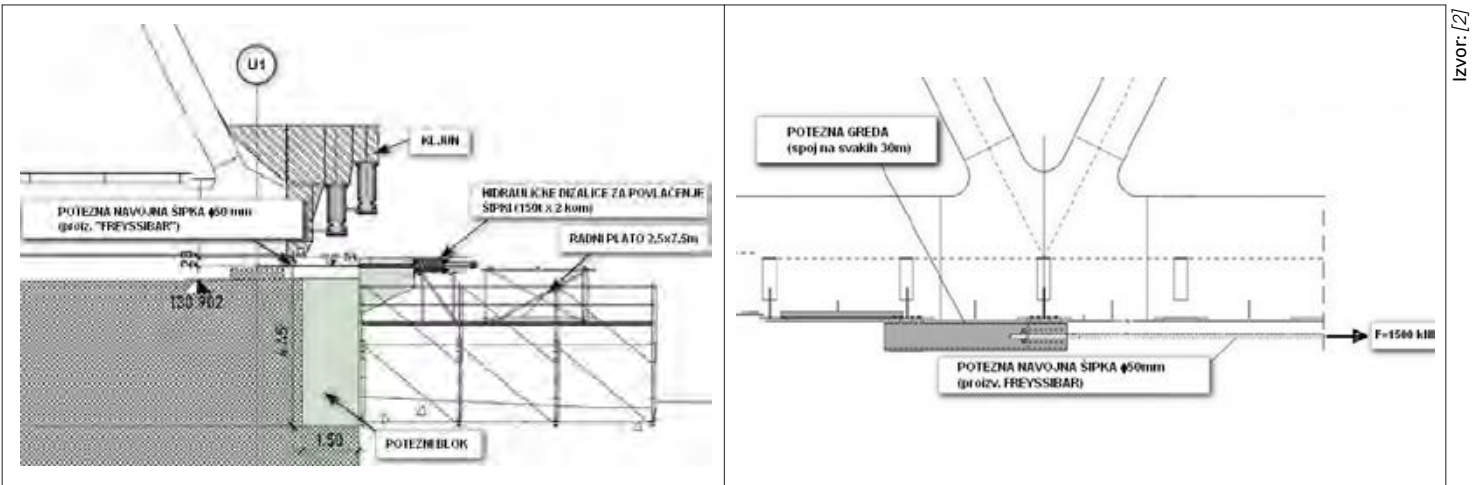 U1
KLJUN
HIDRAULIČKE DIZALICE ZA POVLAČENJE
ŠIPKI (150t x 2 kom)
POTEZNA NAVOJNA ŠIPKA ϕ50 mm
(proiz. "FREYSSIBAR")
RADNI PLATO 2,5x7.5m
130.902
1.50
POTEZNI BLOK
POTEZNA GREDA
(spoj na svakih 30m)
F=1500 kN
POTEZNA NAVOJNA ŠIPKA ϕ50mm
(proizv. FREYSSIBAR)
Izvor: [2]